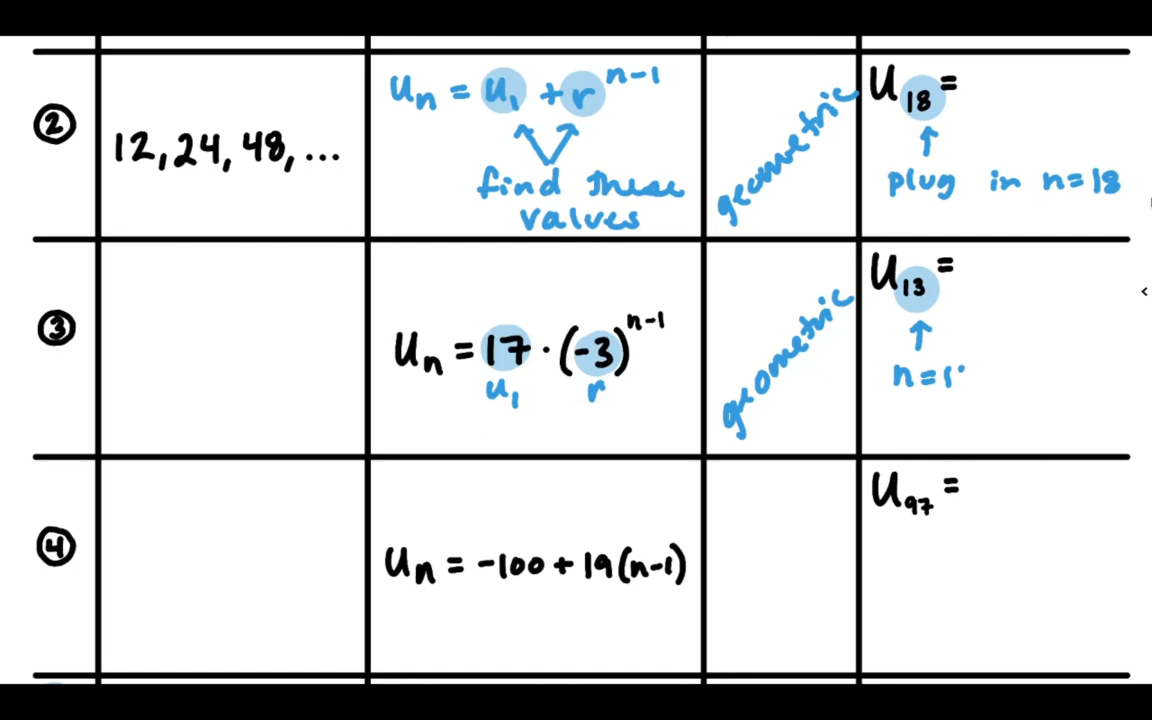 ②
12, 24, 48, ...
Un = U1 + r^n-1
find these
values
geometric
U18 =
plug in n=18
③
Un = 17 · (-3)^n-1
U1 r
geometric
U13 =
④
Un = -100 + 19(n-1)
U97 =